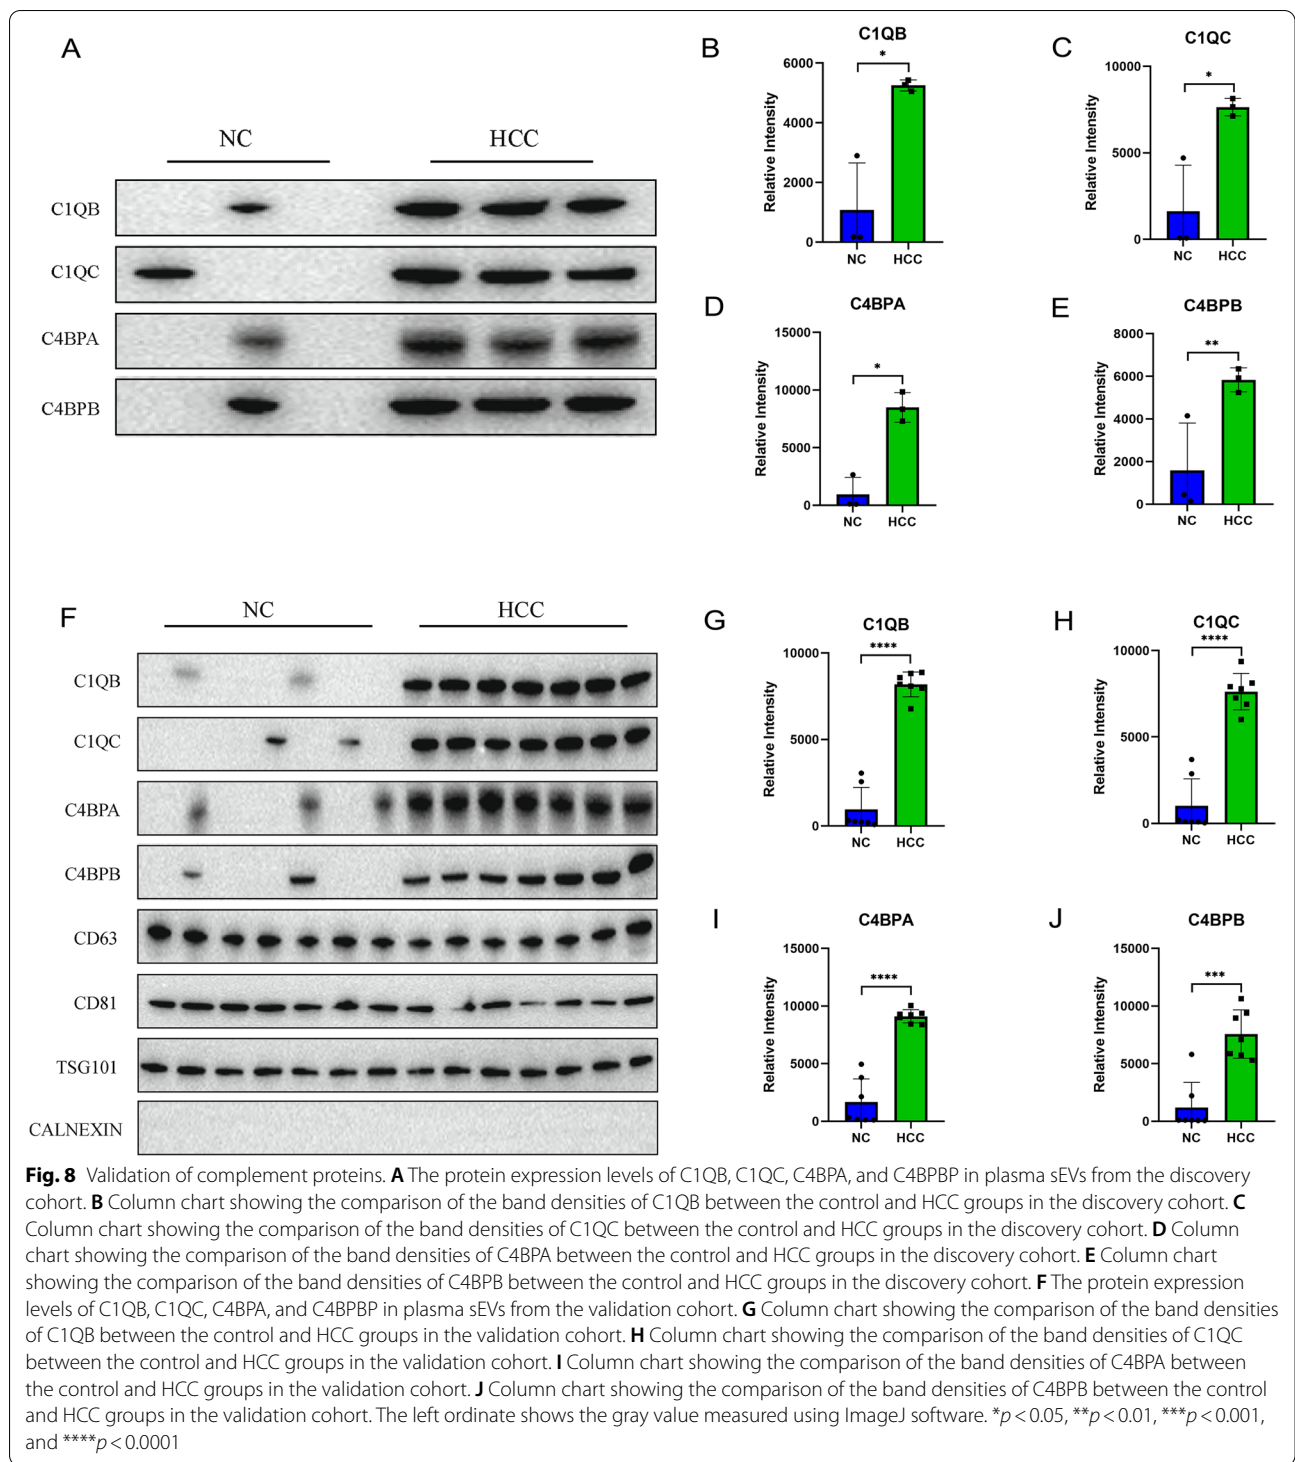 A
NC HCC
C1QB
C1QC
C4BPA
C4BPB
B
C1QB
Relative Intensity
6000
4000
2000
0
*
NC HCC
C
C1QC
Relative Intensity
10000
5000
0
*
NC HCC
D
C4BPA
Relative Intensity
15000
10000
5000
0
*
NC HCC
E
C4BPB
Relative Intensity
8000
6000
4000
2000
0
**
NC HCC
F
NC HCC
C1QB
C1QC
C4BPA
C4BPB
CD63
CD81
TSG101
CALNEXIN
G
C1QB
Relative Intensity
10000
5000
0
****
NC HCC
H
C1QC
Relative Intensity
10000
5000
0
****
NC HCC
I
C4BPA
Relative Intensity
15000
10000
5000
0
****
NC HCC
J
C4BPB
Relative Intensity
15000
10000
5000
0
***
NC HCC
Fig. 8 Validation of complement proteins. A The protein expression levels of C1QB, C1QC, C4BPA, and C4BPBP in plasma sEVs from the discovery
cohort. B Column chart showing the comparison of the band densities of C1QB between the control and HCC groups in the discovery cohort. C
Column chart showing the comparison of the band densities of C1QC between the control and HCC groups in the discovery cohort. D Column
chart showing the comparison of the band densities of C4BPA between the control and HCC groups in the discovery cohort. E Column chart
showing the comparison of the band densities of C4BPB between the control and HCC groups in the discovery cohort. F The protein expression
levels of C1QB, C1QC, C4BPA, and C4BPBP in plasma sEVs from the validation cohort. G Column chart showing the comparison of the band densities
of C1QB between the control and HCC groups in the validation cohort. H Column chart showing the comparison of the band densities of C1QC
between the control and HCC groups in the validation cohort. I Column chart showing the comparison of the band densities of C4BPA between
the control and HCC groups in the validation cohort. J Column chart showing the comparison of the band densities of C4BPB between the control
and HCC groups in the validation cohort. The left ordinate shows the gray value measured using ImageJ software. *p < 0.05, **p < 0.01, ***p < 0.001,
and ****p < 0.0001